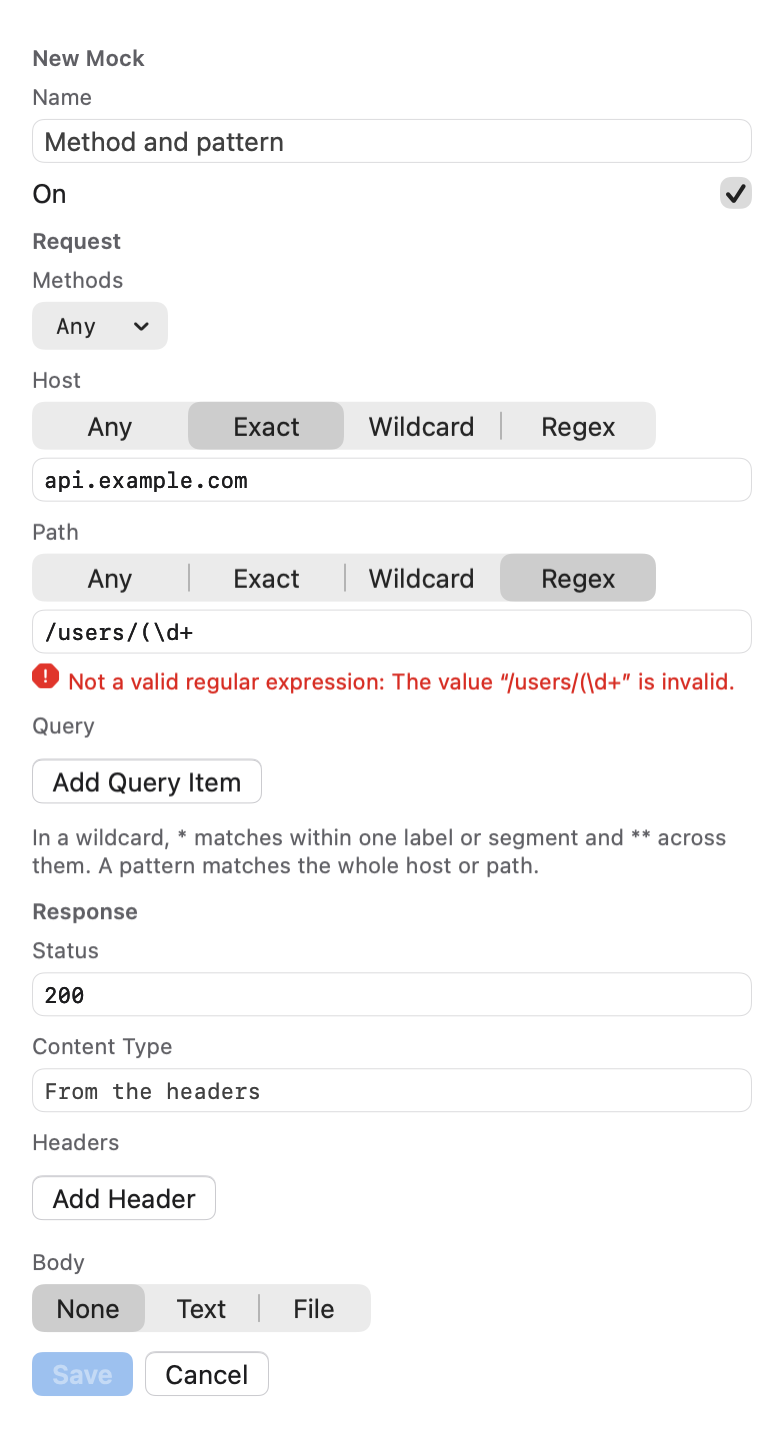 New Mock
Name
Method and pattern
On
Request
Methods
Any
Host
Any Exact Wildcard Regex
api.example.com
Path
Any Exact Wildcard Regex
/users/(\d+
Not a valid regular expression: The value “/users/(\d+” is invalid.
Query
Add Query Item
In a wildcard, * matches within one label or segment and ** across
them. A pattern matches the whole host or path.
Response
Status
200
Content Type
From the headers
Headers
Add Header
Body
None Text File
Save Cancel